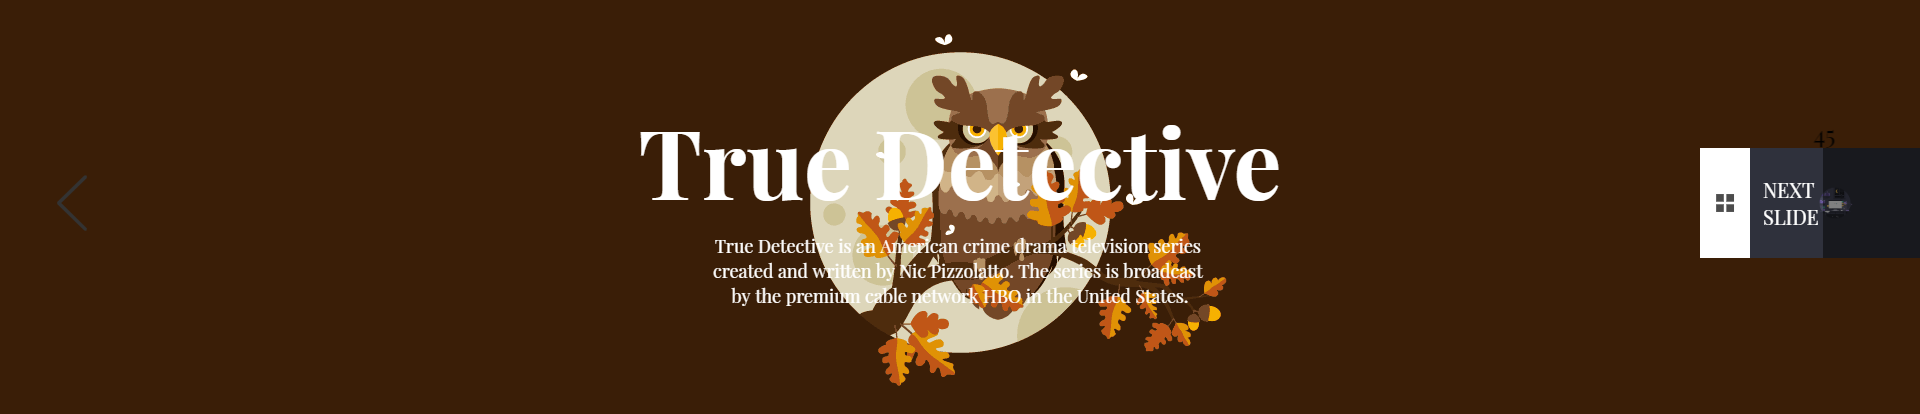 True Detective
True Detective is an American crime drama television series
created and written by Nic Pizzolatto. The series is broadcast
by the premium cable network HBO in the United States.
45
NEXT
SLIDE